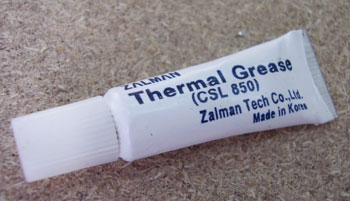 ZALMAN
Thermal Grease
(CSL 850)
Zalman Tech Co.,Ltd.
Made in Korea